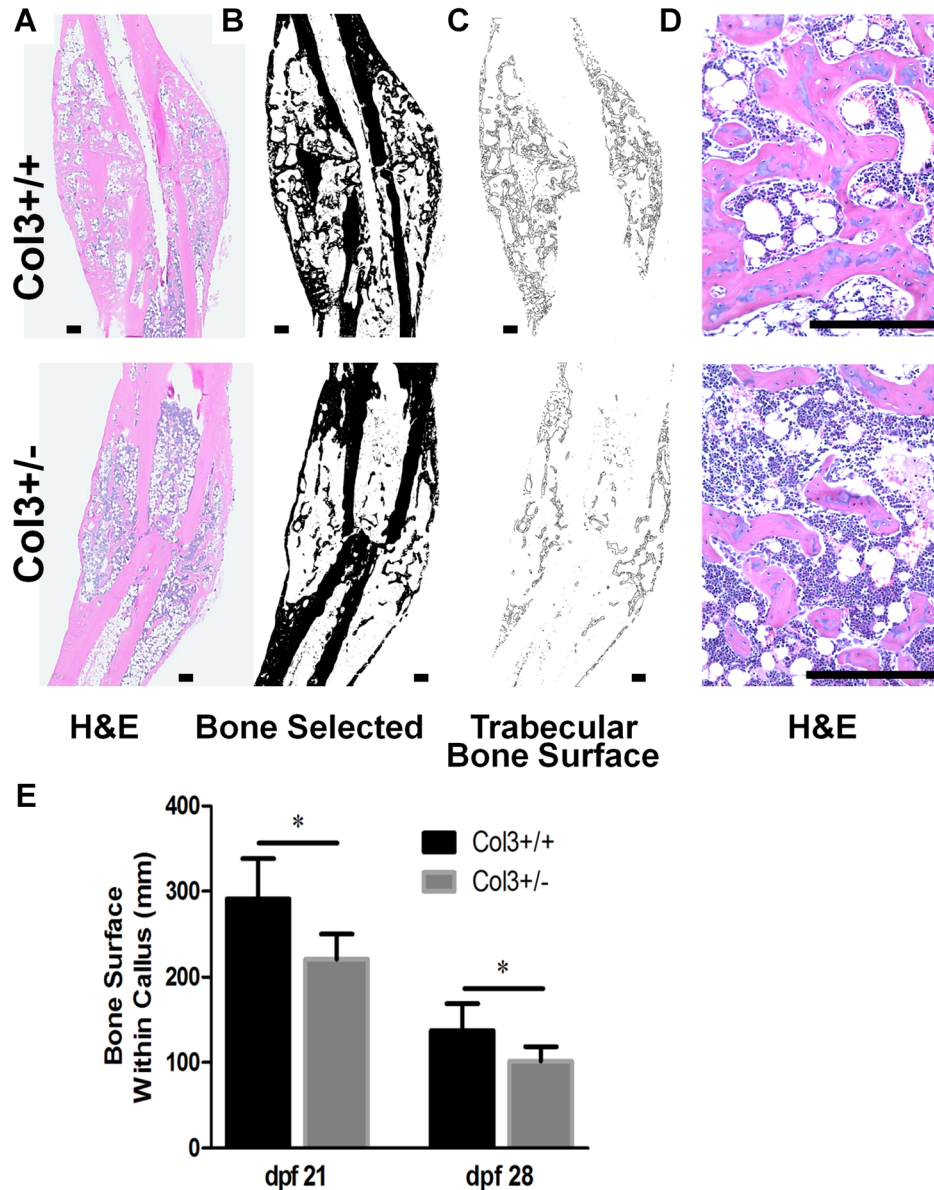 A
B
C
D
Col3+/+
Col3+/-
H&E
Bone Selected
Trabecular
Bone Surface
H&E
E
Bone Surface
Within Callus (mm)
400
300
200
100
0
*
*
Col3+/+
Col3+/-
dpf 21
dpf 28